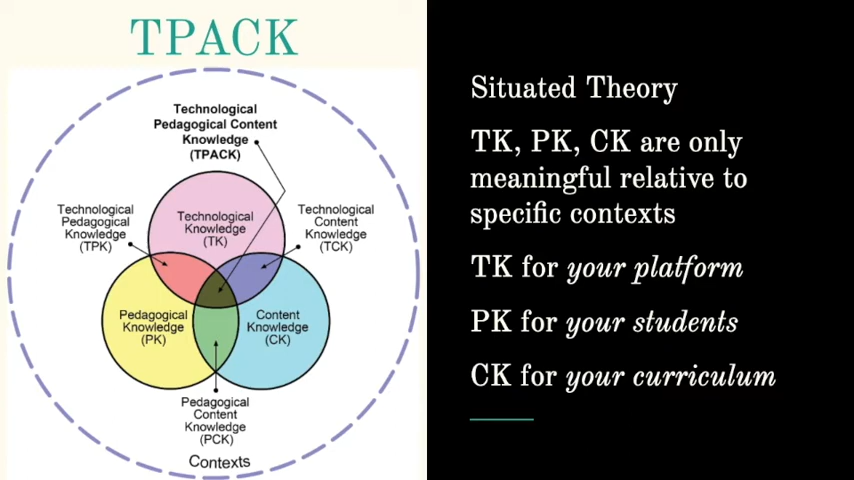 TPACK
Technological
Pedagogical Content
Knowledge
(TPACK)
Technological
Pedagogical
Knowledge
(TPK)
Technological
Knowledge
(TK)
Technological
Content
Knowledge
(TCK)
Pedagogical
Knowledge
(PK)
Content
Knowledge
(CK)
Pedagogical
Content
Knowledge
(PCK)
Contexts
Situated Theory
TK, PK, CK are only
meaningful relative to
specific contexts
TK for your platform
PK for your students
CK for your curriculum